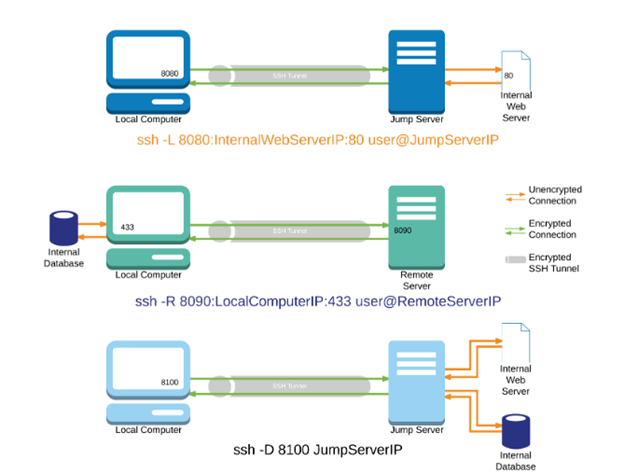 8080
SSH Tunnel
80
Local Computer
Jump Server
Internal
Web
Server
ssh -L 8080:InternalWebServerIP:80 user@JumpServerIP
433
SSH Tunnel
8090
Internal
Database
Local Computer
Remote
Server
Unencrypted
Connection
Encrypted
Connection
Encrypted
SSH Tunnel
ssh -R 8090:LocalComputerIP:433 user@RemoteServerIP
8100
SSH Tunnel
Internal
Web
Server
Local Computer
Jump Server
ssh -D 8100 JumpServerIP
Internal
Database